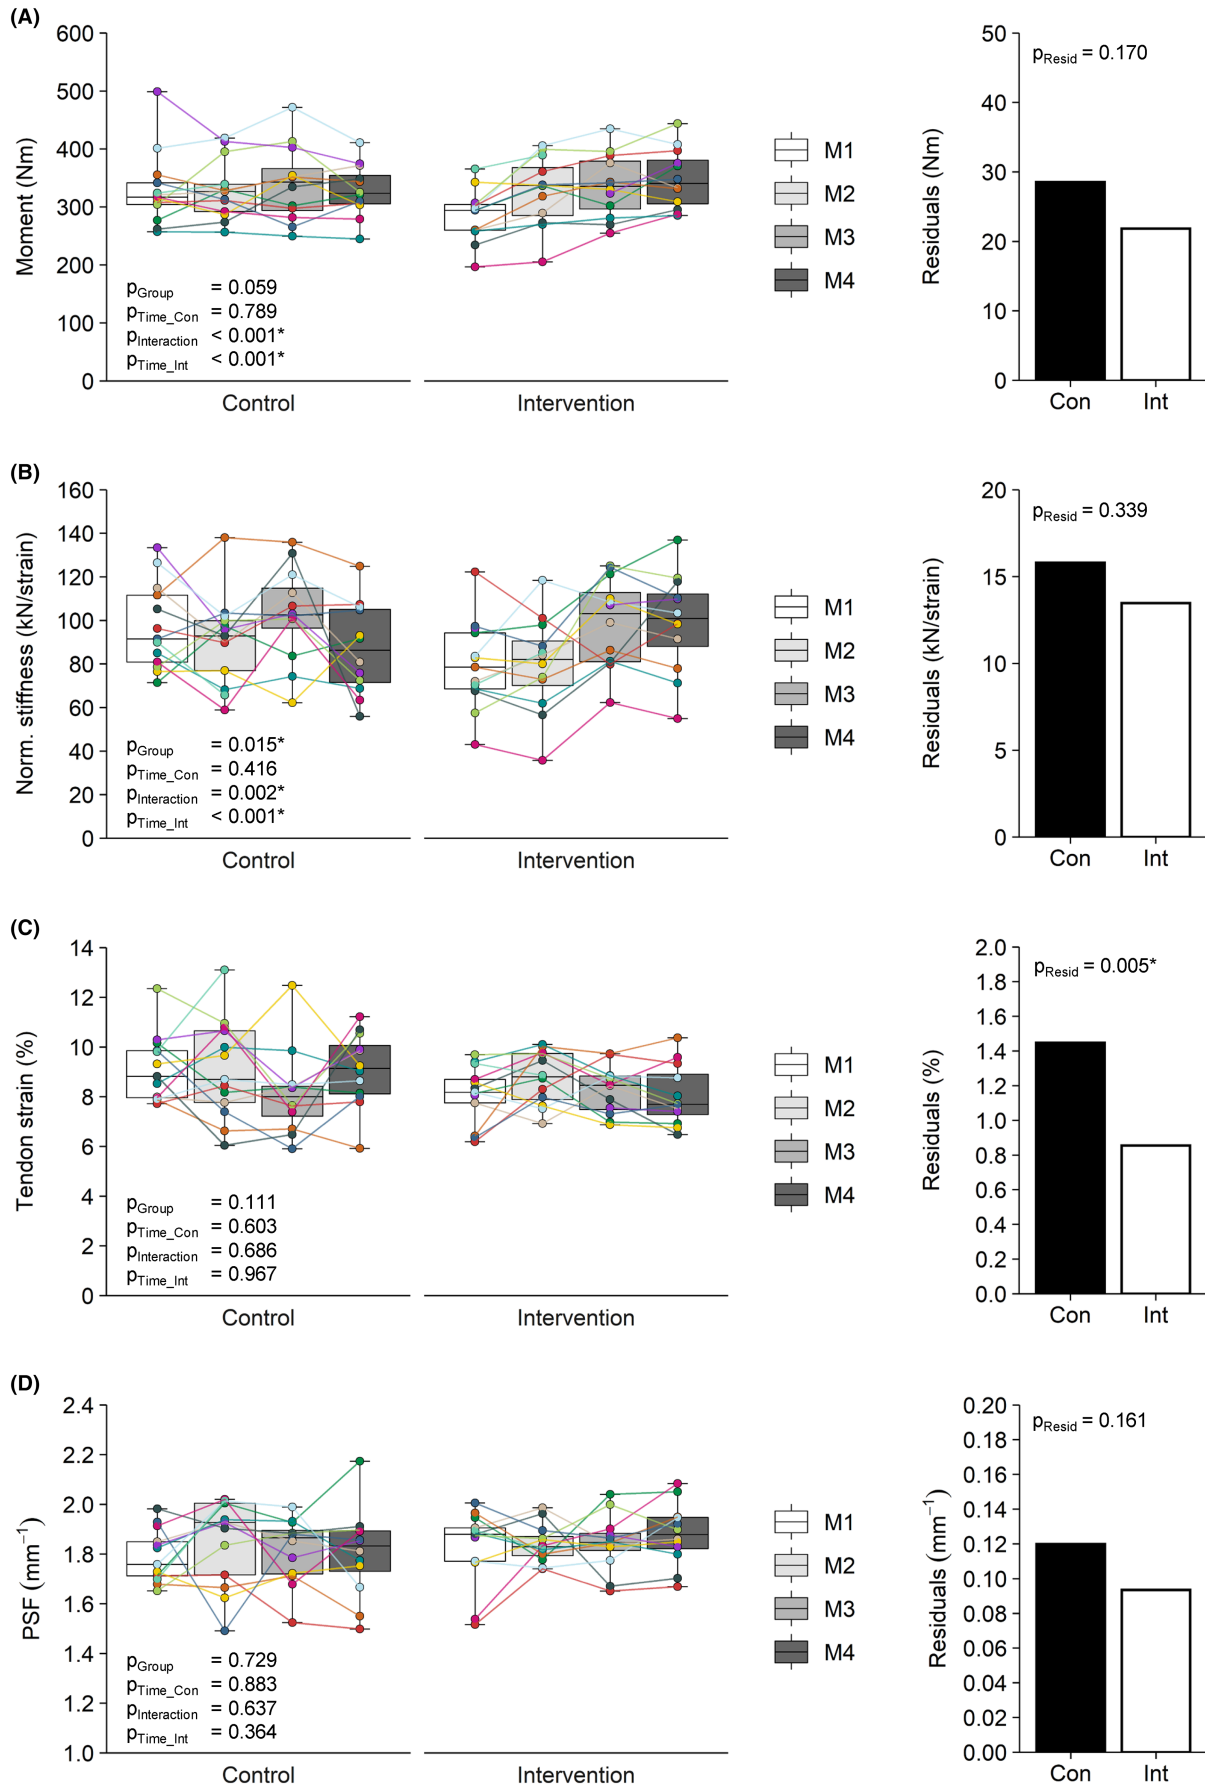 (A)
Moment (Nm)
600
500
400
300
200
100
0
pGroup = 0.059
pTime_Con = 0.789
pInteraction < 0.001*
pTime_Int < 0.001*
Control
Intervention
M1
M2
M3
M4
Residuals (Nm)
50
40
30
20
10
0
pResid = 0.170
Con
Int
(B)
Norm. stiffness (kN/strain)
160
140
120
100
80
60
40
20
0
pGroup = 0.015*
pTime_Con = 0.416
pInteraction = 0.002*
pTime_Int < 0.001*
Control
Intervention
M1
M2
M3
M4
Residuals (kN/strain)
20
15
10
5
0
pResid = 0.339
Con
Int
(C)
Tendon strain (%)
14
12
10
8
6
4
2
0
pGroup = 0.111
pTime_Con = 0.603
pInteraction = 0.686
pTime_Int = 0.967
Control
Intervention
M1
M2
M3
M4
Residuals (%)
2.0
1.8
1.6
1.4
1.2
1.0
0.8
0.6
0.4
0.2
0.0
pResid = 0.005*
Con
Int
(D)
PSF (mm⁻¹)
2.4
2.2
2.0
1.8
1.6
1.4
1.2
1.0
pGroup = 0.729
pTime_Con = 0.883
pInteraction = 0.637
pTime_Int = 0.364
Control
Intervention
M1
M2
M3
M4
Residuals (mm⁻¹)
0.20
0.18
0.16
0.14
0.12
0.10
0.08
0.06
0.04
0.02
0.00
pResid = 0.161
Con
Int